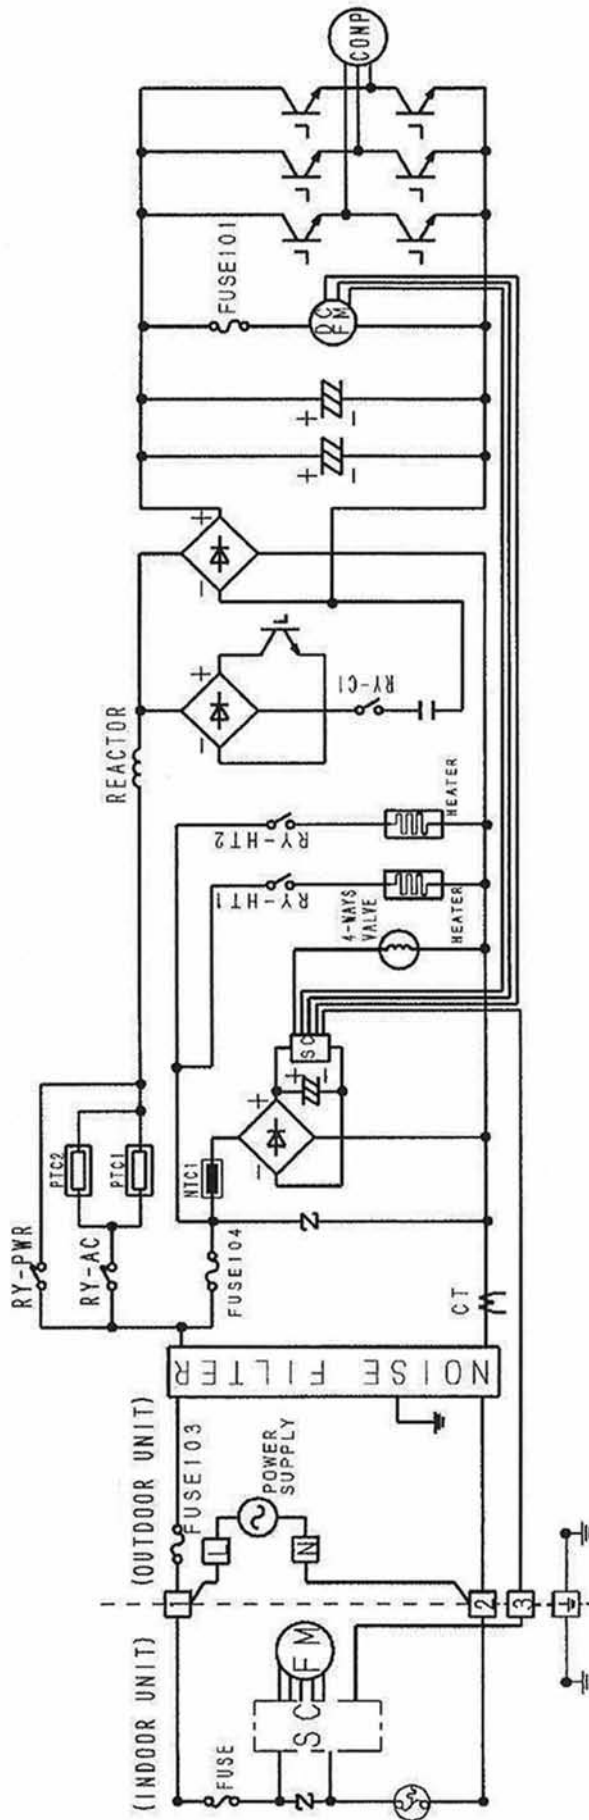 (INDOOR UNIT)
(OUTDOOR UNIT)
FUSE
Z
SC
FM
1
2
3
L
N
POWER
SUPPLY
FUSE103
NOISE FILTER
CT
RY-PWR
RY-AC
PTC2
PTC1
FUSE104
NTC1
Z
-
+
+
-
SC
4-WAYS
VALVE
HEATER
RY-HT1
RY-HT2
HEATER
REACTOR
-
+
RY-C1
-
+
+
-
+
-
FUSE101
DC
FM
COMP